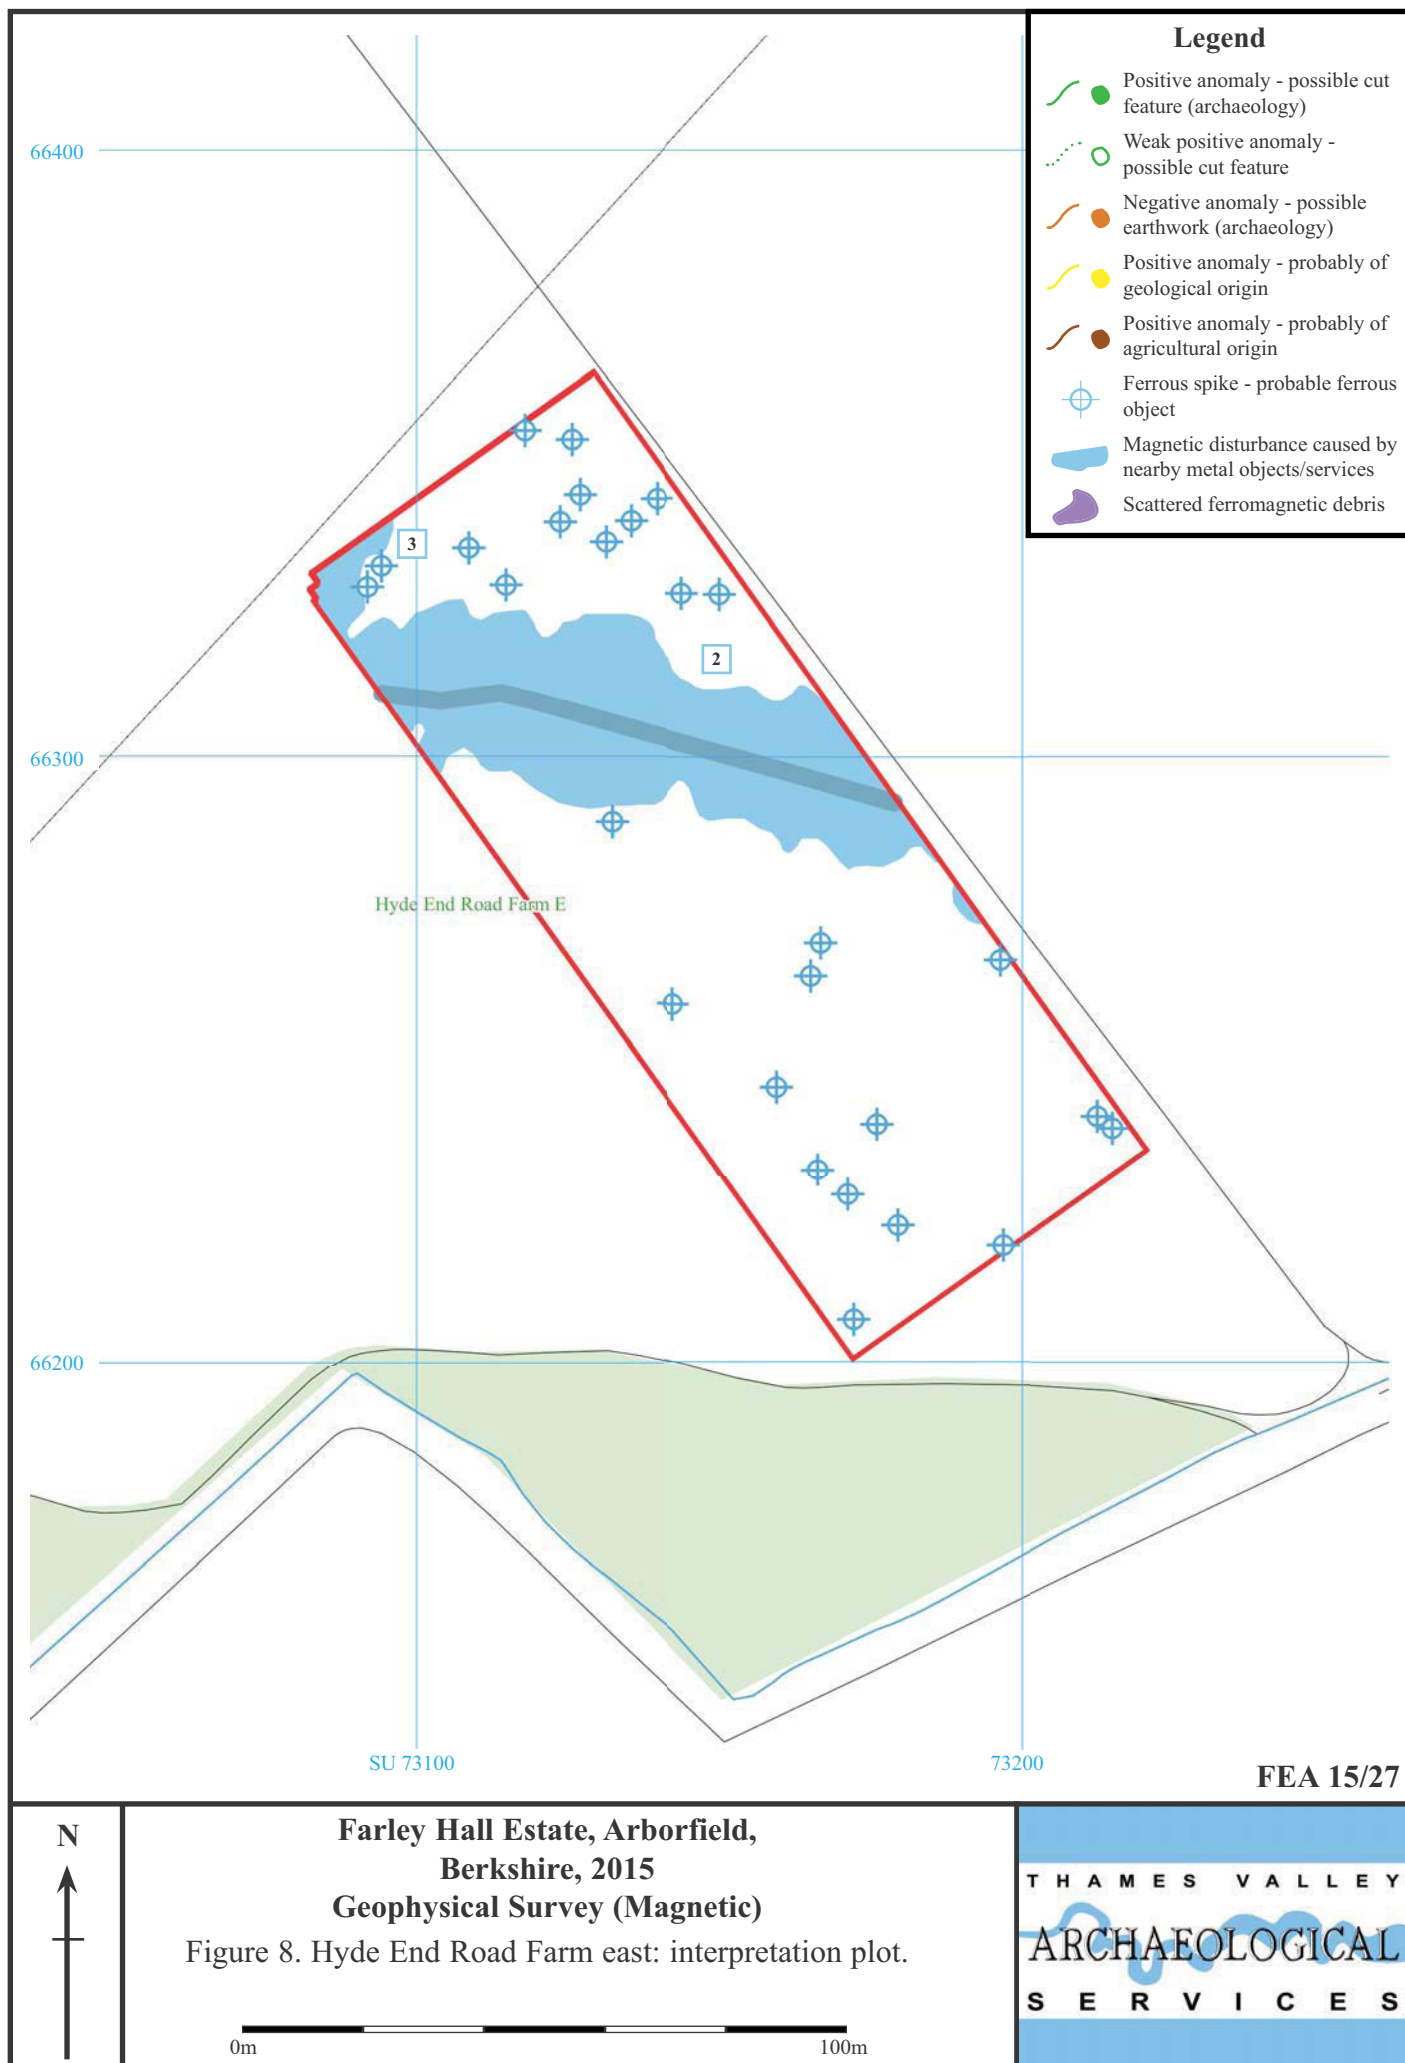 Legend
Positive anomaly - possible cut
feature (archaeology)
Weak positive anomaly -
possible cut feature
Negative anomaly - possible
earthwork (archaeology)
Positive anomaly - probably of
geological origin
Positive anomaly - probably of
agricultural origin
Ferrous spike - probable ferrous
object
Magnetic disturbance caused by
nearby metal objects/services
Scattered ferromagnetic debris
66400
3
2
66300
Hyde End Road Farm E
66200
SU 73100
73200
FEA 15/27
N
Farley Hall Estate, Arborfield,
Berkshire, 2015
Geophysical Survey (Magnetic)
Figure 8. Hyde End Road Farm east: interpretation plot.
0m
100m
THAMES VALLEY
ARCHAEOLOGICAL
SERVICES